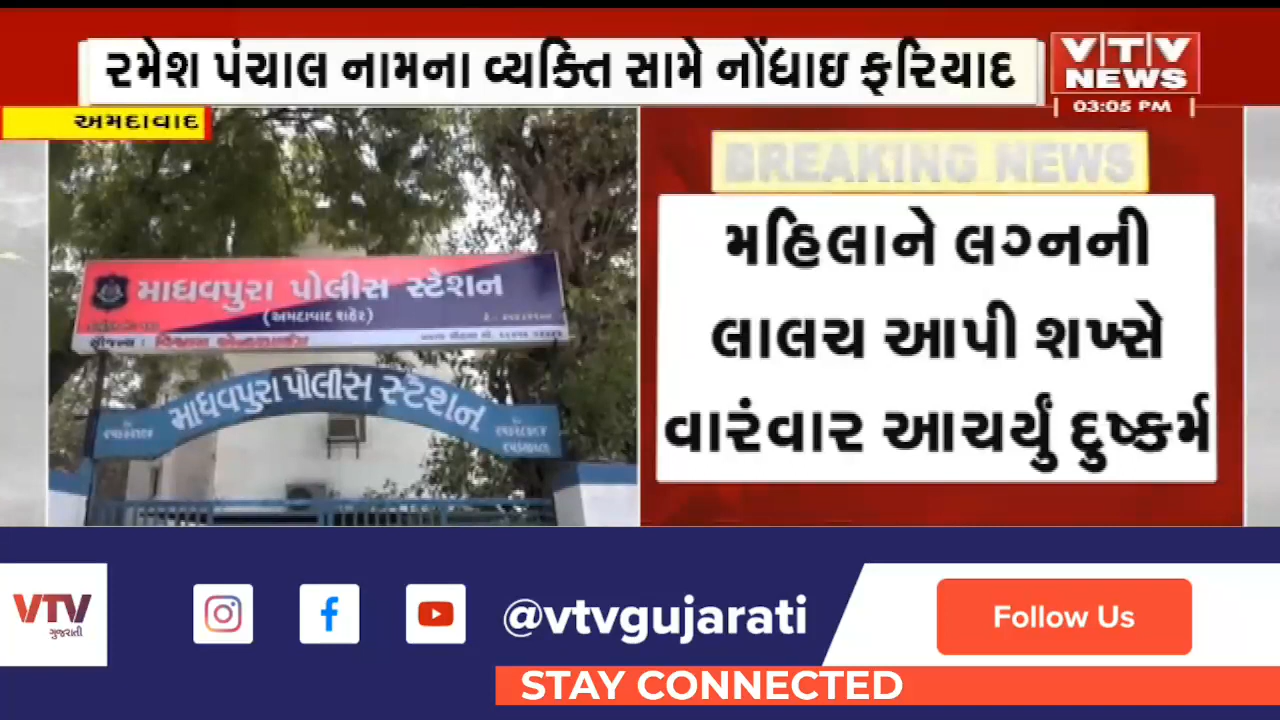 રમેશ પંચાલ નામના વ્યક્તિ સામે નોંધાઇ ફરિયાદ
VTV
NEWS
03:05 PM
અમદાવાદ
BREAKING NEWS
મહિલાને લગ્નની
લાલચ આપી શખ્સે
વારંવાર આચર્યું દુષ્કર્મ
માધવપુરા પોલીસ સ્ટેશન
(અમદાવાદ શહેર)
માધવપુરા પોલીસ સ્ટેશન
VTV
ગુજરાતી
@vtvgujarati
Follow Us
STAY CONNECTED